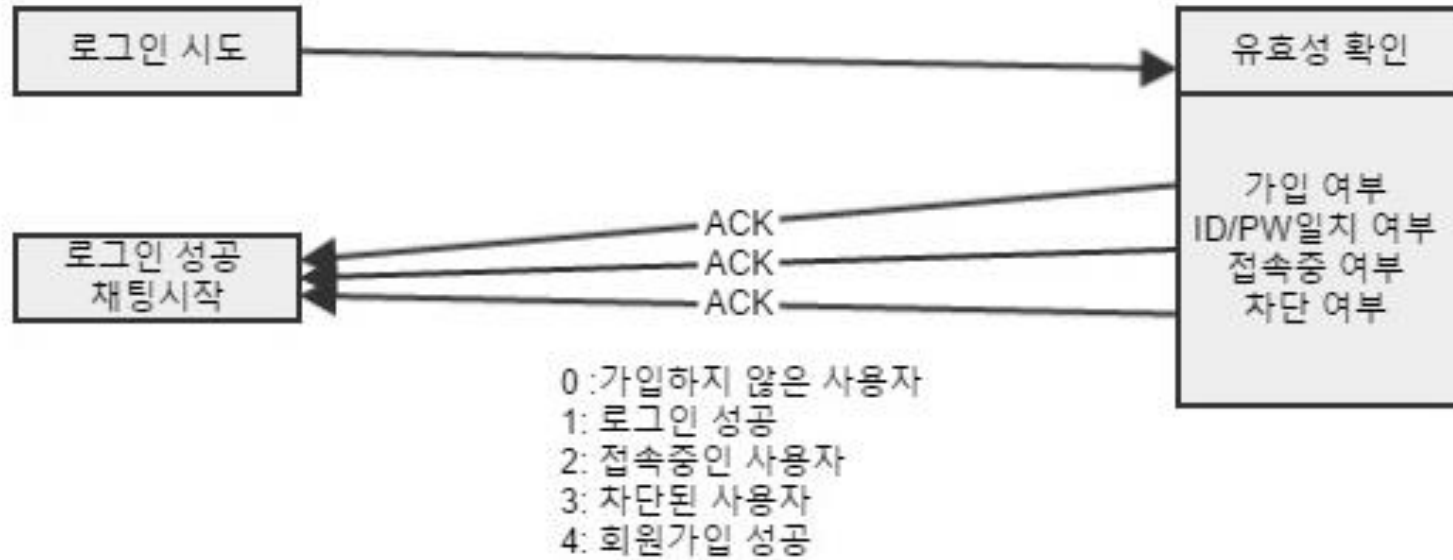 로그인 시도
유효성 확인
가입 여부
ID/PW일치 여부
접속중 여부
차단 여부
ACK
ACK
ACK
로그인 성공
채팅시작
0 :가입하지 않은 사용자
1: 로그인 성공
2: 접속중인 사용자
3: 차단된 사용자
4: 회원가입 성공